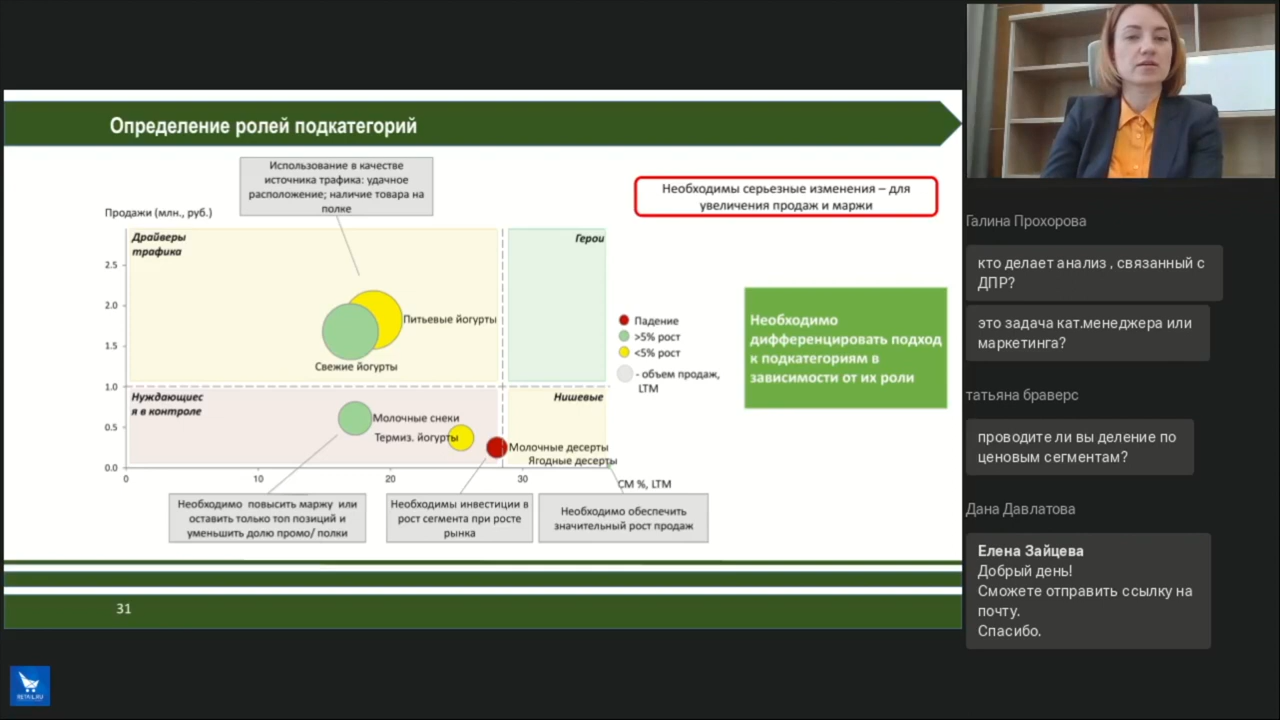 Определение ролей подкатегорий
Использование в качестве
источника трафика: удачное
расположение; наличие товара на
полке
Необходимы серьезные изменения – для
увеличения продаж и маржи
Продажи (млн., руб.)
Драйверы
трафика
Герои
2.5
2.0
1.5
1.0
0.5
0.0
Питьевые йогурты
Свежие йогурты
Падение
>5% рост
<5% рост
- объем продаж,
LTM
Необходимо
дифференцировать подход
к подкатегориям в
зависимости от их роли
Нуждающиес
я в контроле
Нишевые
Молочные снеки
Термиз. йогурты
Молочные десерты
Ягодные десерты
0
10
20
30
СМ %, LTM
Необходимо повысить маржу или
оставить только топ позиций и
уменьшить долю промо/ полки
Необходимы инвестиции в
рост сегмента при росте
рынка
Необходимо обеспечить
значительный рост продаж
31
RETAIL.RU
Галина Прохорова
кто делает анализ , связанный с
ДПР?
это задача кат.менеджера или
маркетинга?
татьяна браверс
проводите ли вы деление по
ценовым сегментам?
Дана Давлатова
Елена Зайцева
Добрый день!
Сможете отправить ссылку на
почту.
Спасибо.